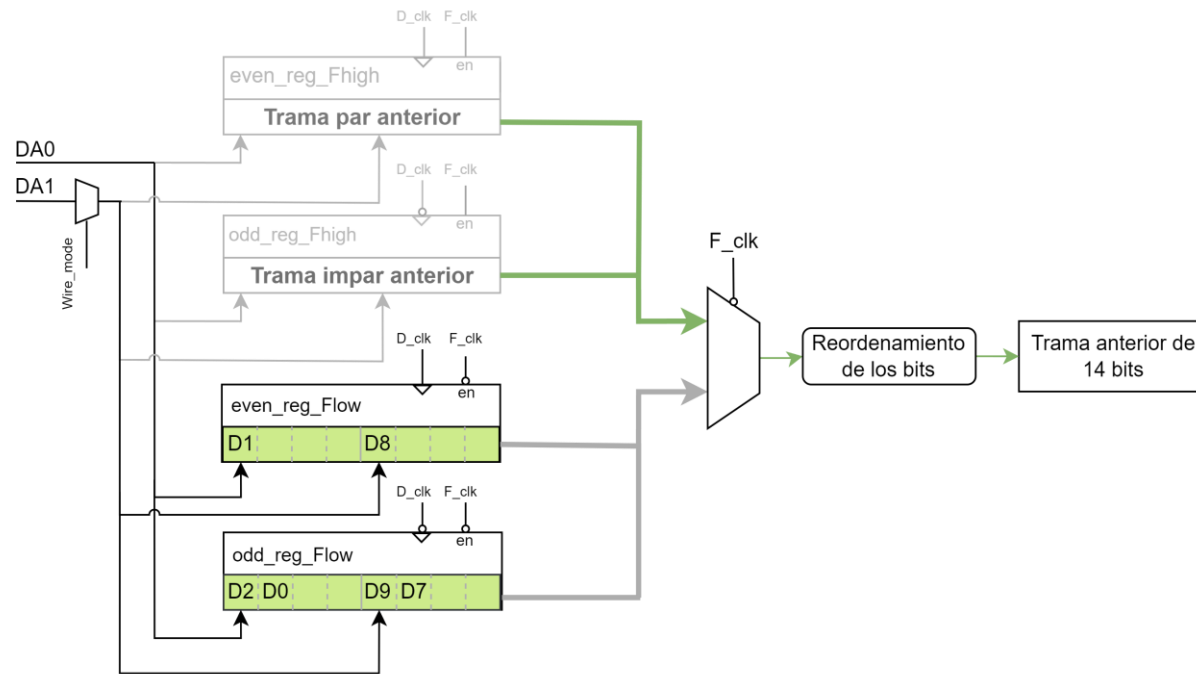 D_clk F_clk
even_reg_Fhigh
en
Trama par anterior
DA0
DA1
Wire_mode
D_clk F_clk
en
odd_reg_Fhigh
Trama impar anterior
F_clk
D_clk F_clk
en
even_reg_Flow
D1 D8
Reordenamiento
de los bits
Trama anterior de
14 bits
D_clk F_clk
en
odd_reg_Flow
D2 D0 D9 D7